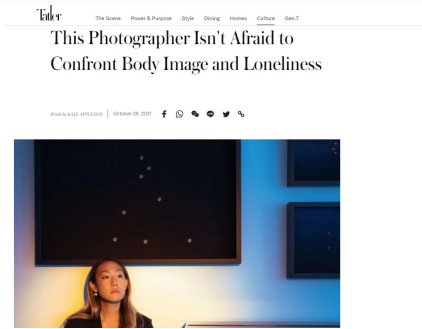 Tatler
The Scene Power & Purpose Style Dining Homes Culture Gen.T
This Photographer Isn't Afraid to
Confront Body Image and Loneliness
Words by KATE APPLETON | October 29, 2021